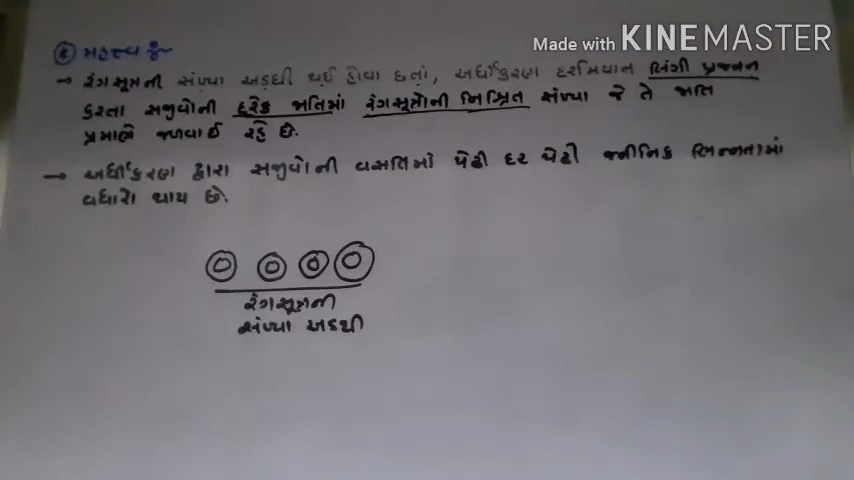 Made with KINEMASTER
મહત્ત્વ :-
→ રંગસૂત્રની સંખ્યા અડધી થઈ હોવા છતાં, અર્ધીકરણ દરમિયાન લિંગી પ્રજનન
કરતા સજીવોની દરેક જાતિમાં રંગસૂત્રોની નિશ્ચિત સંખ્યા જે તે જાતિ
પ્રમાણે જળવાઈ રહે છે.
→ અર્ધીકરણ દ્વારા સજીવોની વસતિમાં પેઢી દર પેઢી જનીનિક ભિન્નતામાં
વધારો થાય છે.
રંગસૂત્રની
સંખ્યા અડધી